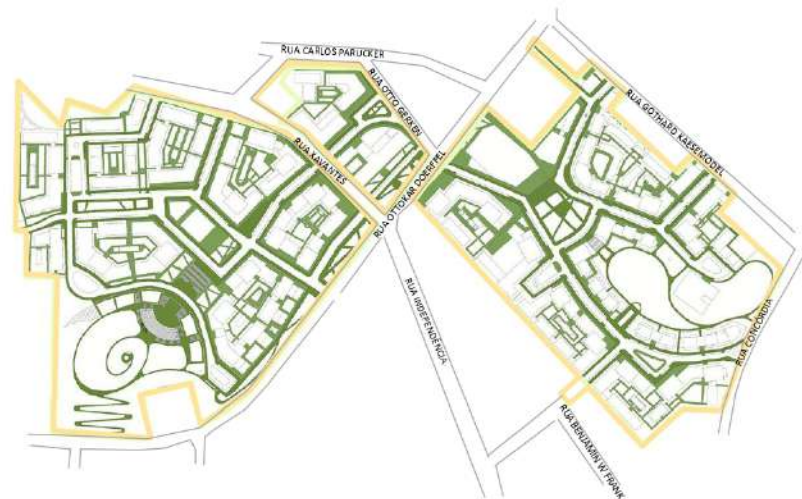 RUA CARLOS PARUCKER
RUA OTTO GERKEN
RUA GOTHARD KAESEMODEL
RUA XAVANTES
RUA OTTOKAR DOERFFEL
RUA INDEPENDÊNCIA
RUA CONCÓRDIA
RUA BENJAMIN W FRANK